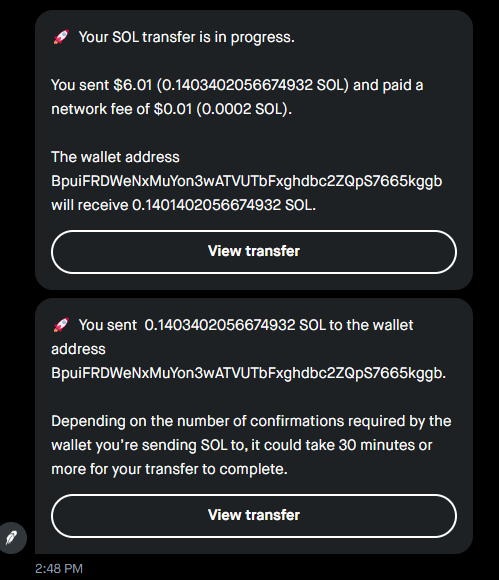 🚀 Your SOL transfer is in progress.
You sent $6.01 (0.1403402056674932 SOL) and paid a
network fee of $0.01 (0.0002 SOL).
The wallet address
BpuiFRDWeNxMuYon3wATVUTbFxghdbc2ZQpS7665kggb
will receive 0.1401402056674932 SOL.
View transfer
🚀 You sent 0.1403402056674932 SOL to the wallet
address
BpuiFRDWeNxMuYon3wATVUTbFxghdbc2ZQpS7665kggb.
Depending on the number of confirmations required by the
wallet you're sending SOL to, it could take 30 minutes or
more for your transfer to complete.
View transfer
2:48 PM